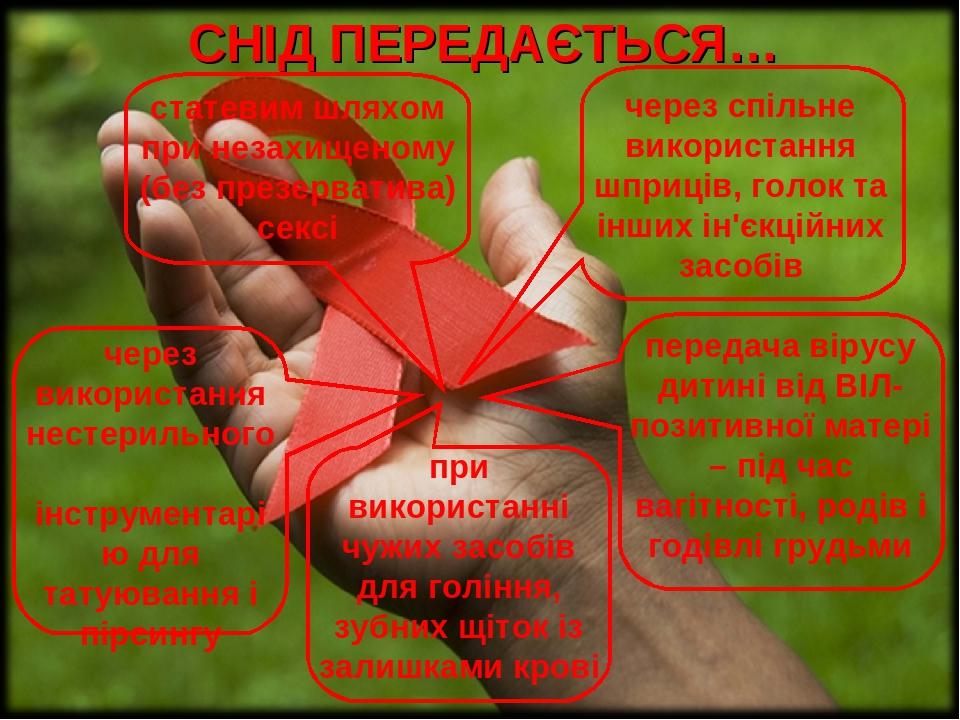 СНІД ПЕРЕДАЄТЬСЯ...
статевим шляхом
при незахищеному
(без презерватива)
сексі
через спільне
використання
шприців, голок та
інших ін'єкційних
засобів
через
використання
нестерильного
інструментарі
ю для
татуювання і
пірсингу
при
використанні
чужих засобів
для гоління,
зубних щіток із
залишками крові
передача вірусу
дитині від ВІЛ-
позитивної матері
– під час
вагітності, родів і
годівлі грудьми